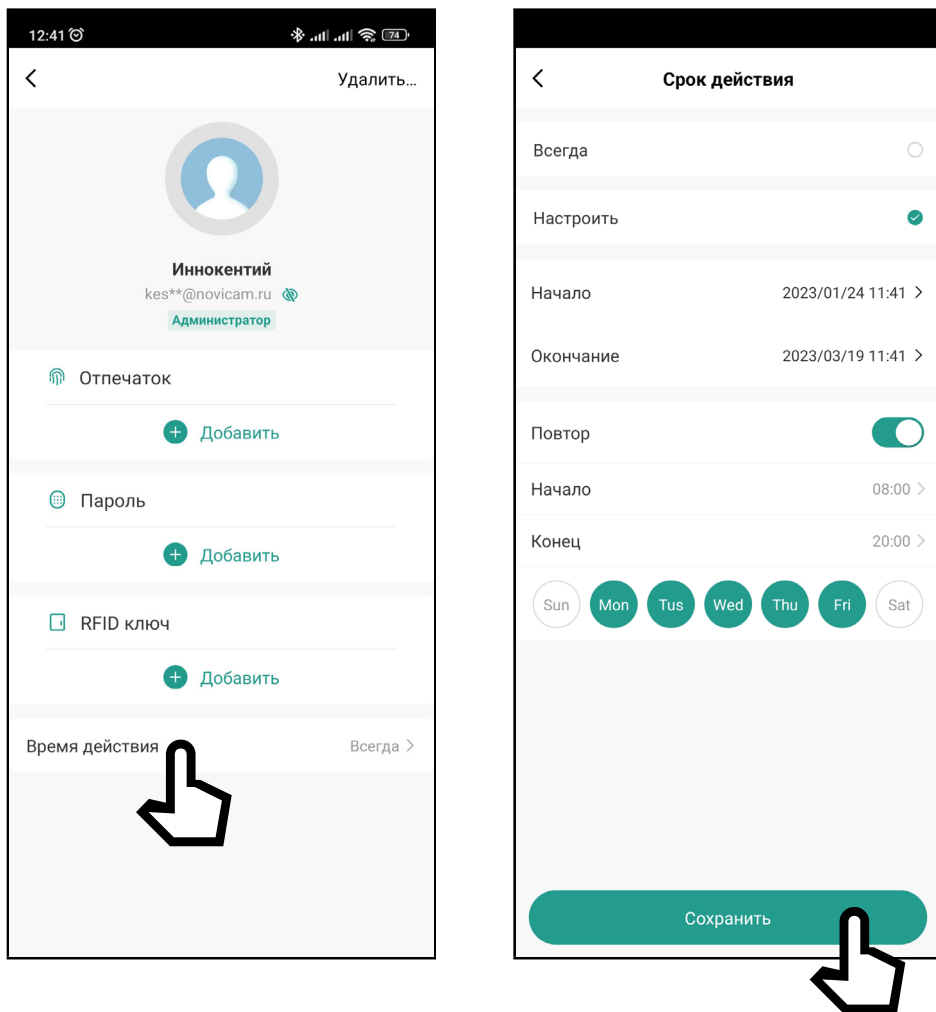 12:41
74
Удалить...
Иннокентий
kes**@novicam.ru
Администратор
Отпечаток
Добавить
Пароль
Добавить
RFID ключ
Добавить
Время действия Всегда
Срок действия
Всегда
Настроить
Начало 2023/01/24 11:41
Окончание 2023/03/19 11:41
Повтор
Начало 08:00
Конец 20:00
Sun Mon Tus Wed Thu Fri Sat
Сохранить